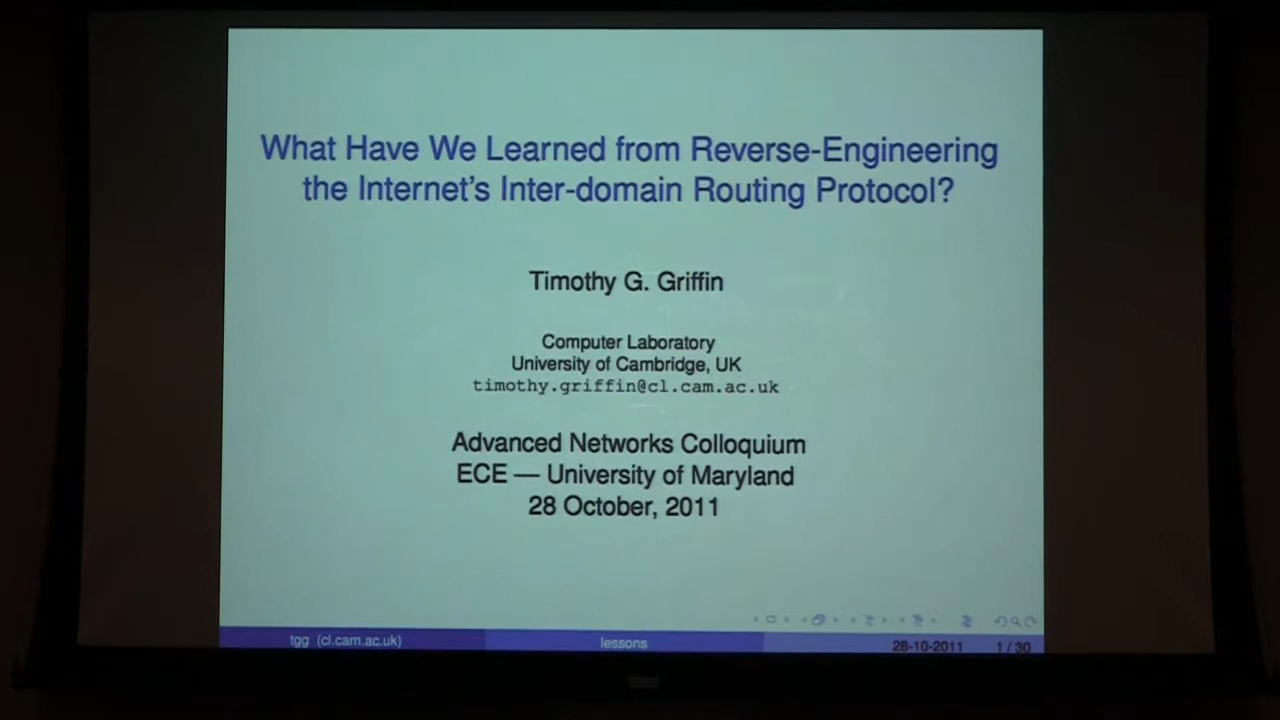 What Have We Learned from Reverse-Engineering
the Internet's Inter-domain Routing Protocol?
Timothy G. Griffin
Computer Laboratory
University of Cambridge, UK
timothy.griffin@cl.cam.ac.uk
Advanced Networks Colloquium
ECE — University of Maryland
28 October, 2011
tgg (cl.cam.ac.uk) lessons 28-10-2011 1 / 30